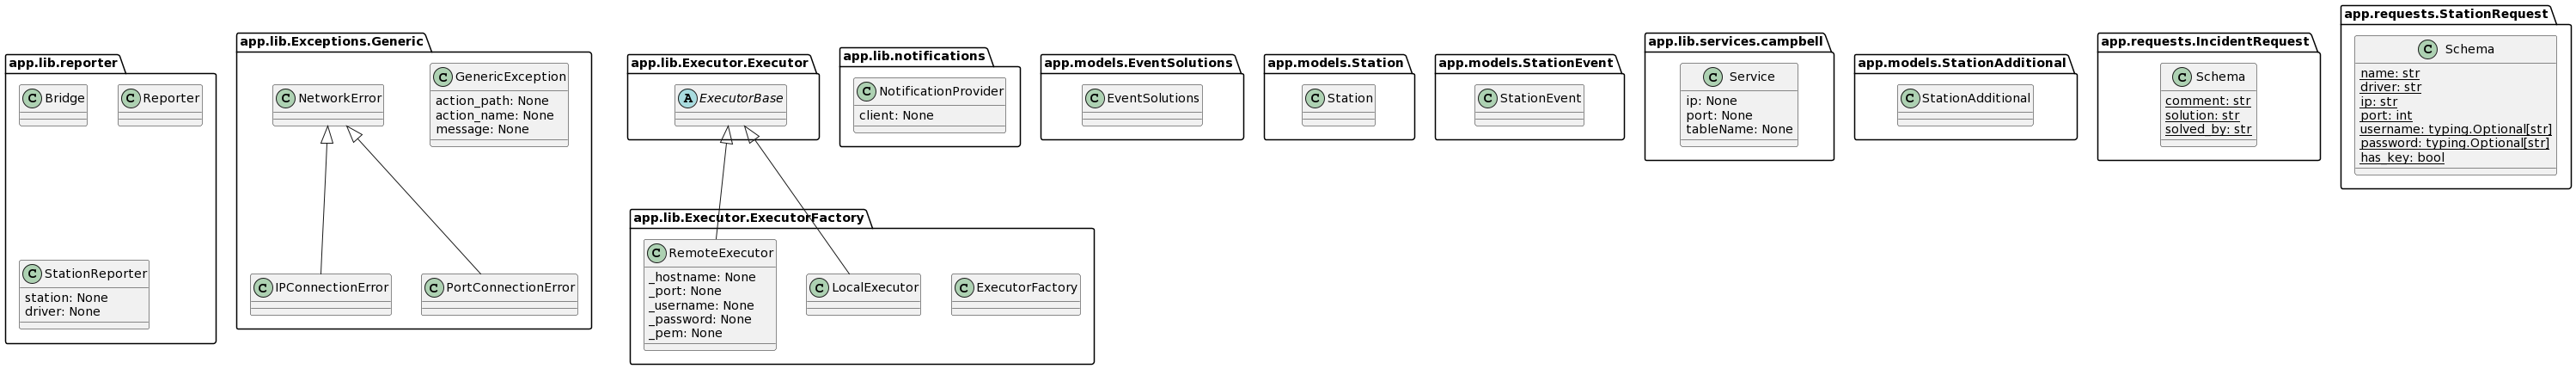 app.lib.reporter
C Bridge
C Reporter
C StationReporter
station: None
driver: None
app.lib.Exceptions.Generic
C NetworkError
C GenericException
action_path: None
action_name: None
message: None
C IPConnectionError
C PortConnectionError
app.lib.Executor.Executor
A ExecutorBase
app.lib.Executor.ExecutorFactory
C RemoteExecutor
_hostname: None
_port: None
_username: None
_password: None
_pem: None
C LocalExecutor
C ExecutorFactory
app.lib.notifications
C NotificationProvider
client: None
app.models.EventSolutions
C EventSolutions
app.models.Station
C Station
app.models.StationEvent
C StationEvent
app.lib.services.campbell
C Service
ip: None
port: None
tableName: None
app.models.StationAdditional
C StationAdditional
app.requests.IncidentRequest
C Schema
comment: str
solution: str
solved_by: str
app.requests.StationRequest
C Schema
name: str
driver: str
ip: str
port: int
username: typing.Optional[str]
password: typing.Optional[str]
has_key: bool